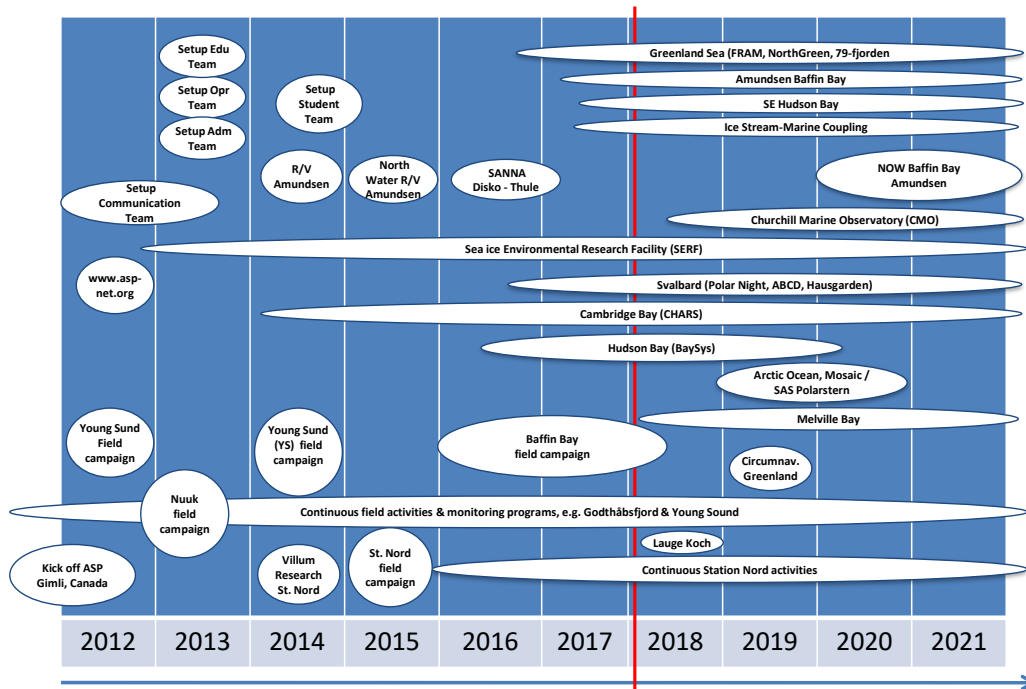 Setup Edu
Team
Greenland Sea (FRAM, NorthGreen, 79-fjorden
Amundsen Baffin Bay
Setup Opr
Team
Setup
Student
Team
SE Hudson Bay
Setup Adm
Team
Ice Stream-Marine Coupling
R/V
Amundsen
North
Water R/V
Amundsen
SANNA
Disko - Thule
NOW Baffin Bay
Amundsen
Setup
Communication
Team
Churchill Marine Observatory (CMO)
Sea ice Environmental Research Facility (SERF)
www.asp-
net.org
Svalbard (Polar Night, ABCD, Hausgarden)
Cambridge Bay (CHARS)
Hudson Bay (BaySys)
Arctic Ocean, Mosaic /
SAS Polarstern
Melville Bay
Young Sund
Field
campaign
Young Sund
(YS) field
campaign
Baffin Bay
field campaign
Circumnav.
Greenland
Nuuk
field
campaign
Continuous field activities & monitoring programs, e.g. Godthåbsfjord & Young Sound
Lauge Koch
Kick off ASP
Gimli, Canada
Villum
Research
St. Nord
St. Nord
field
campaign
Continuous Station Nord activities
2012 2013 2014 2015 2016 2017 2018 2019 2020 2021